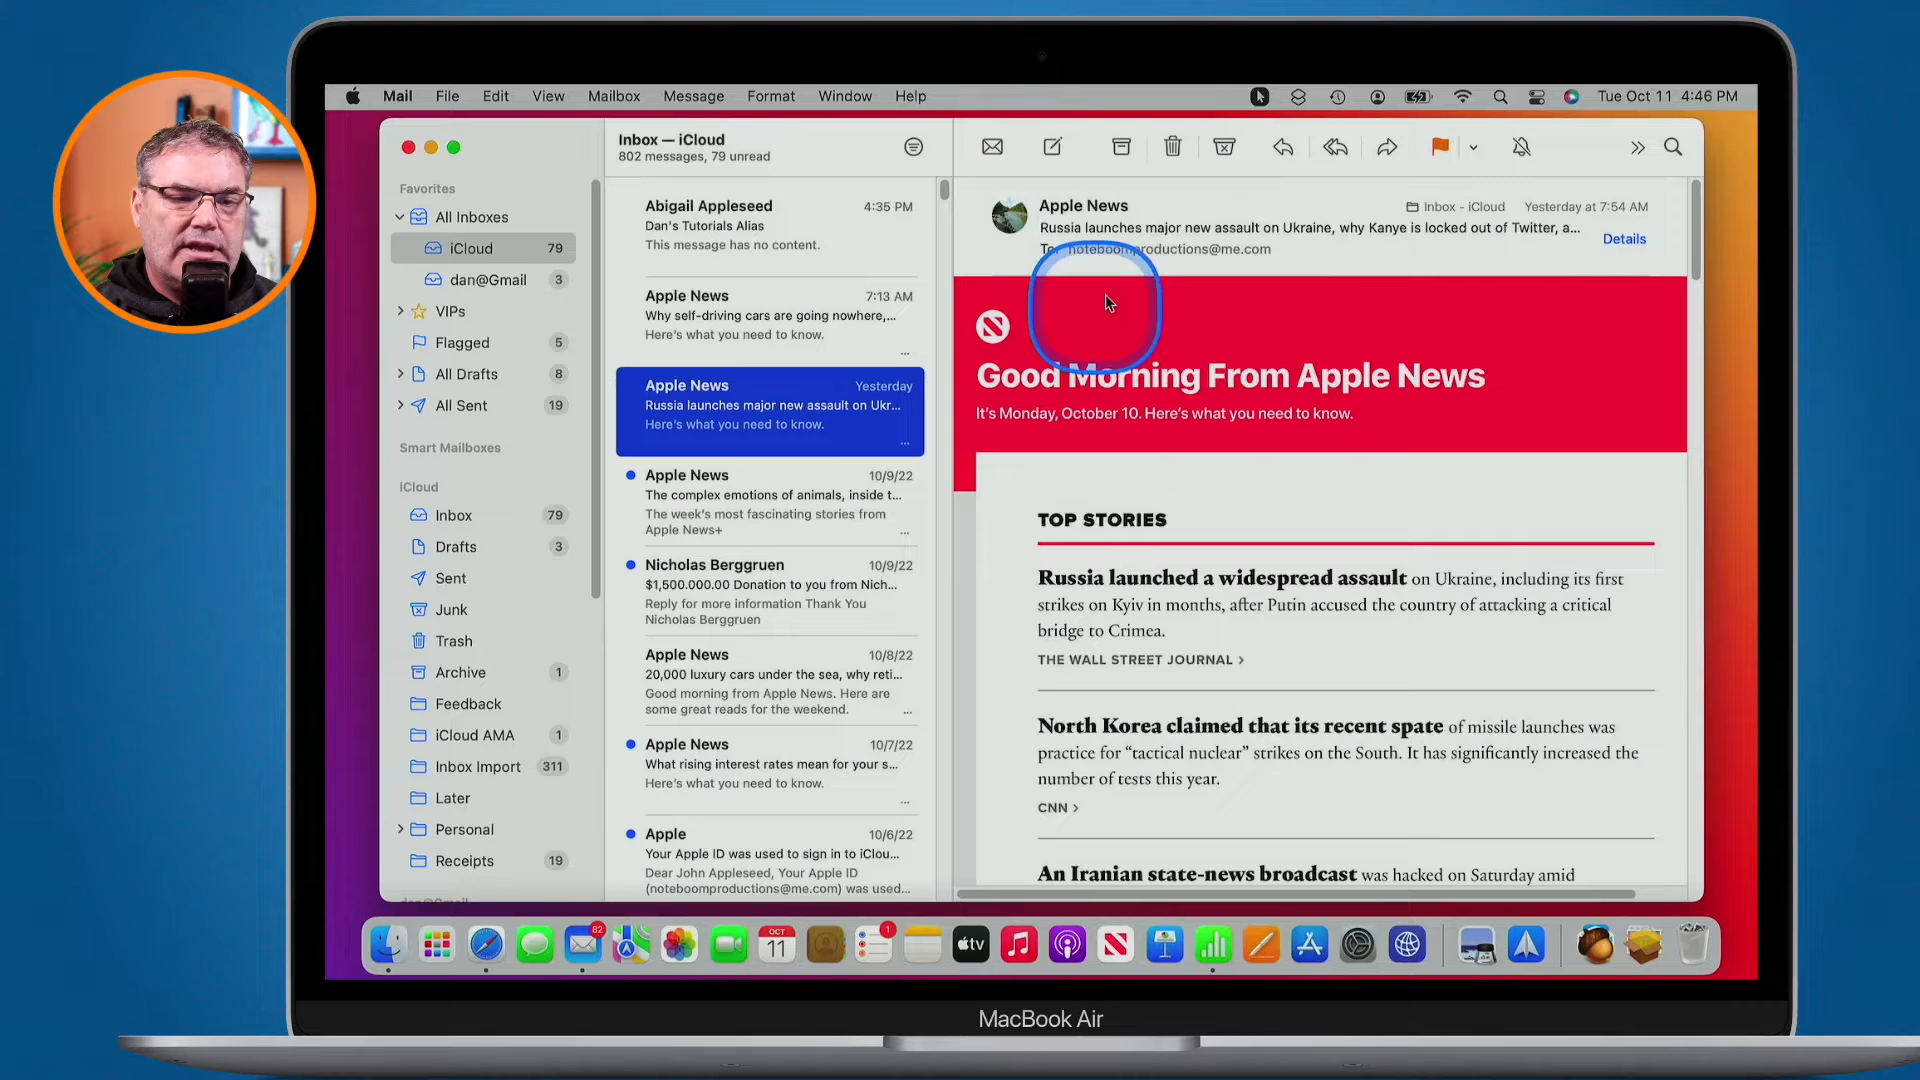 Mail File Edit View Mailbox Message Format Window Help
Tue Oct 11 4:46 PM
Favorites
All Inboxes
iCloud 79
dan@Gmail 3
VIPs
Flagged 5
All Drafts 8
All Sent 19
Smart Mailboxes
iCloud
Inbox 79
Drafts 3
Sent
Junk
Trash
Archive 1
Feedback
iCloud AMA 1
Inbox Import 311
Later
Personal
Receipts 19
Inbox — iCloud
802 messages, 79 unread
Abigail Appleseed 4:35 PM
Dan's Tutorials Alias
This message has no content.
Apple News 7:13 AM
Why self-driving cars are going nowhere,...
Here's what you need to know.
...
Apple News Yesterday
Russia launches major new assault on Ukr...
Here's what you need to know.
...
Apple News 10/9/22
The complex emotions of animals, inside t...
The week's most fascinating stories from
Apple News+
...
Nicholas Berggruen 10/9/22
$1,500.000.00 Donation to you from Nich...
Reply for more information Thank You
Nicholas Berggruen
Apple News 10/8/22
20,000 luxury cars under the sea, why reti...
Good morning from Apple News. Here are
some great reads for the weekend.
...
Apple News 10/7/22
What rising interest rates mean for your s...
Here's what you need to know.
...
Apple 10/6/22
Your Apple ID was used to sign in to iClou...
Dear John Appleseed, Your Apple ID
(noteboomproductions@me.com) was used...
Apple News Inbox - iCloud Yesterday at 7:54 AM
Russia launches major new assault on Ukraine, why Kanye is locked out of Twitter, a...
Details
To: noteboomproductions@me.com
Good Morning From Apple News
It's Monday, October 10. Here's what you need to know.
TOP STORIES
Russia launched a widespread assault on Ukraine, including its first
strikes on Kyiv in months, after Putin accused the country of attacking a critical
bridge to Crimea.
THE WALL STREET JOURNAL >
North Korea claimed that its recent spate of missile launches was
practice for “tactical nuclear” strikes on the South. It has significantly increased the
number of tests this year.
CNN >
An Iranian state-news broadcast was hacked on Saturday amid
82
OCT
11
1
tv
MacBook Air